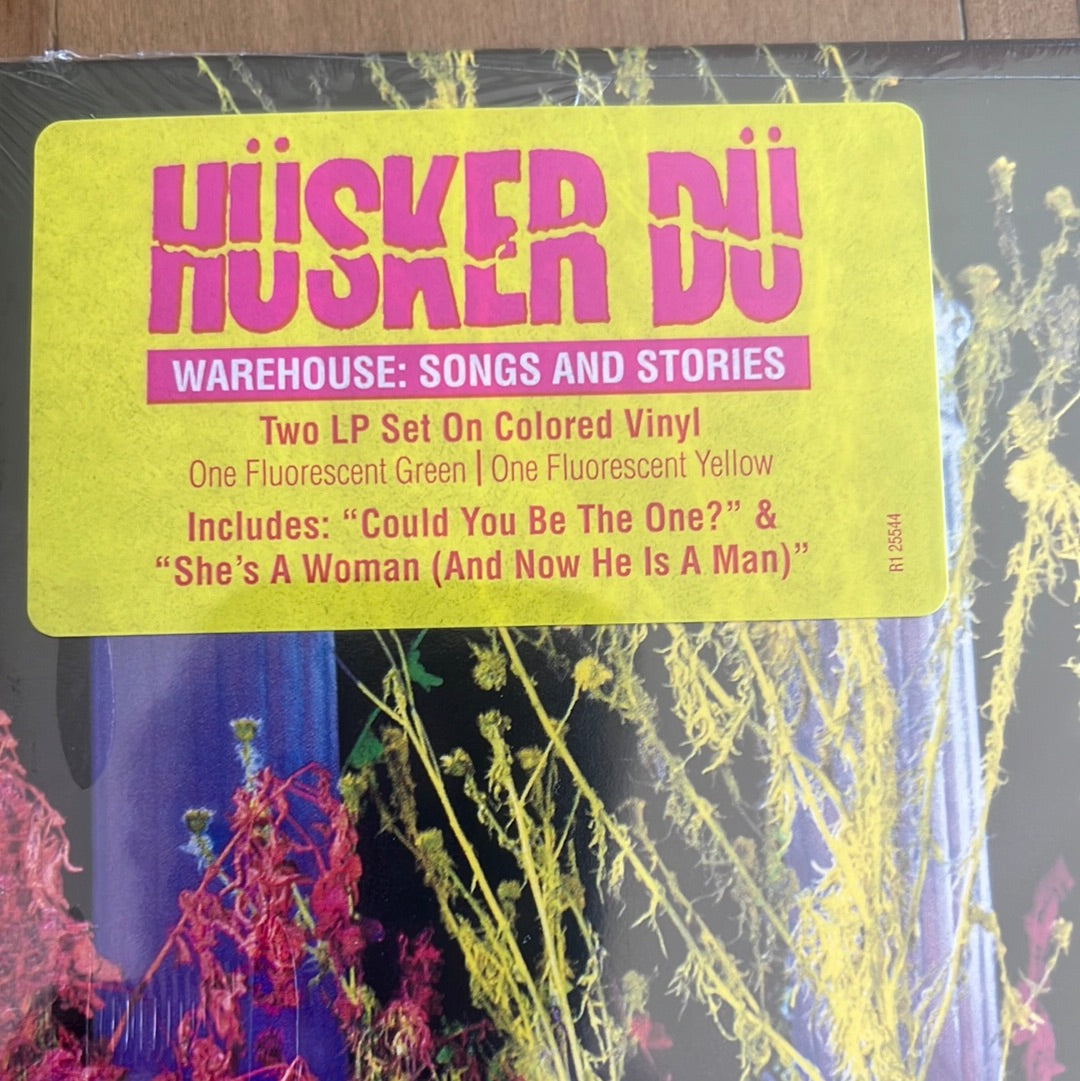 HÜSKER DÜ
WAREHOUSE: SONGS AND STORIES
Two LP Set On Colored Vinyl
One Fluorescent Green | One Fluorescent Yellow
Includes: “Could You Be The One?” &
“She’s A Woman (And Now He Is A Man)”
R1 25544